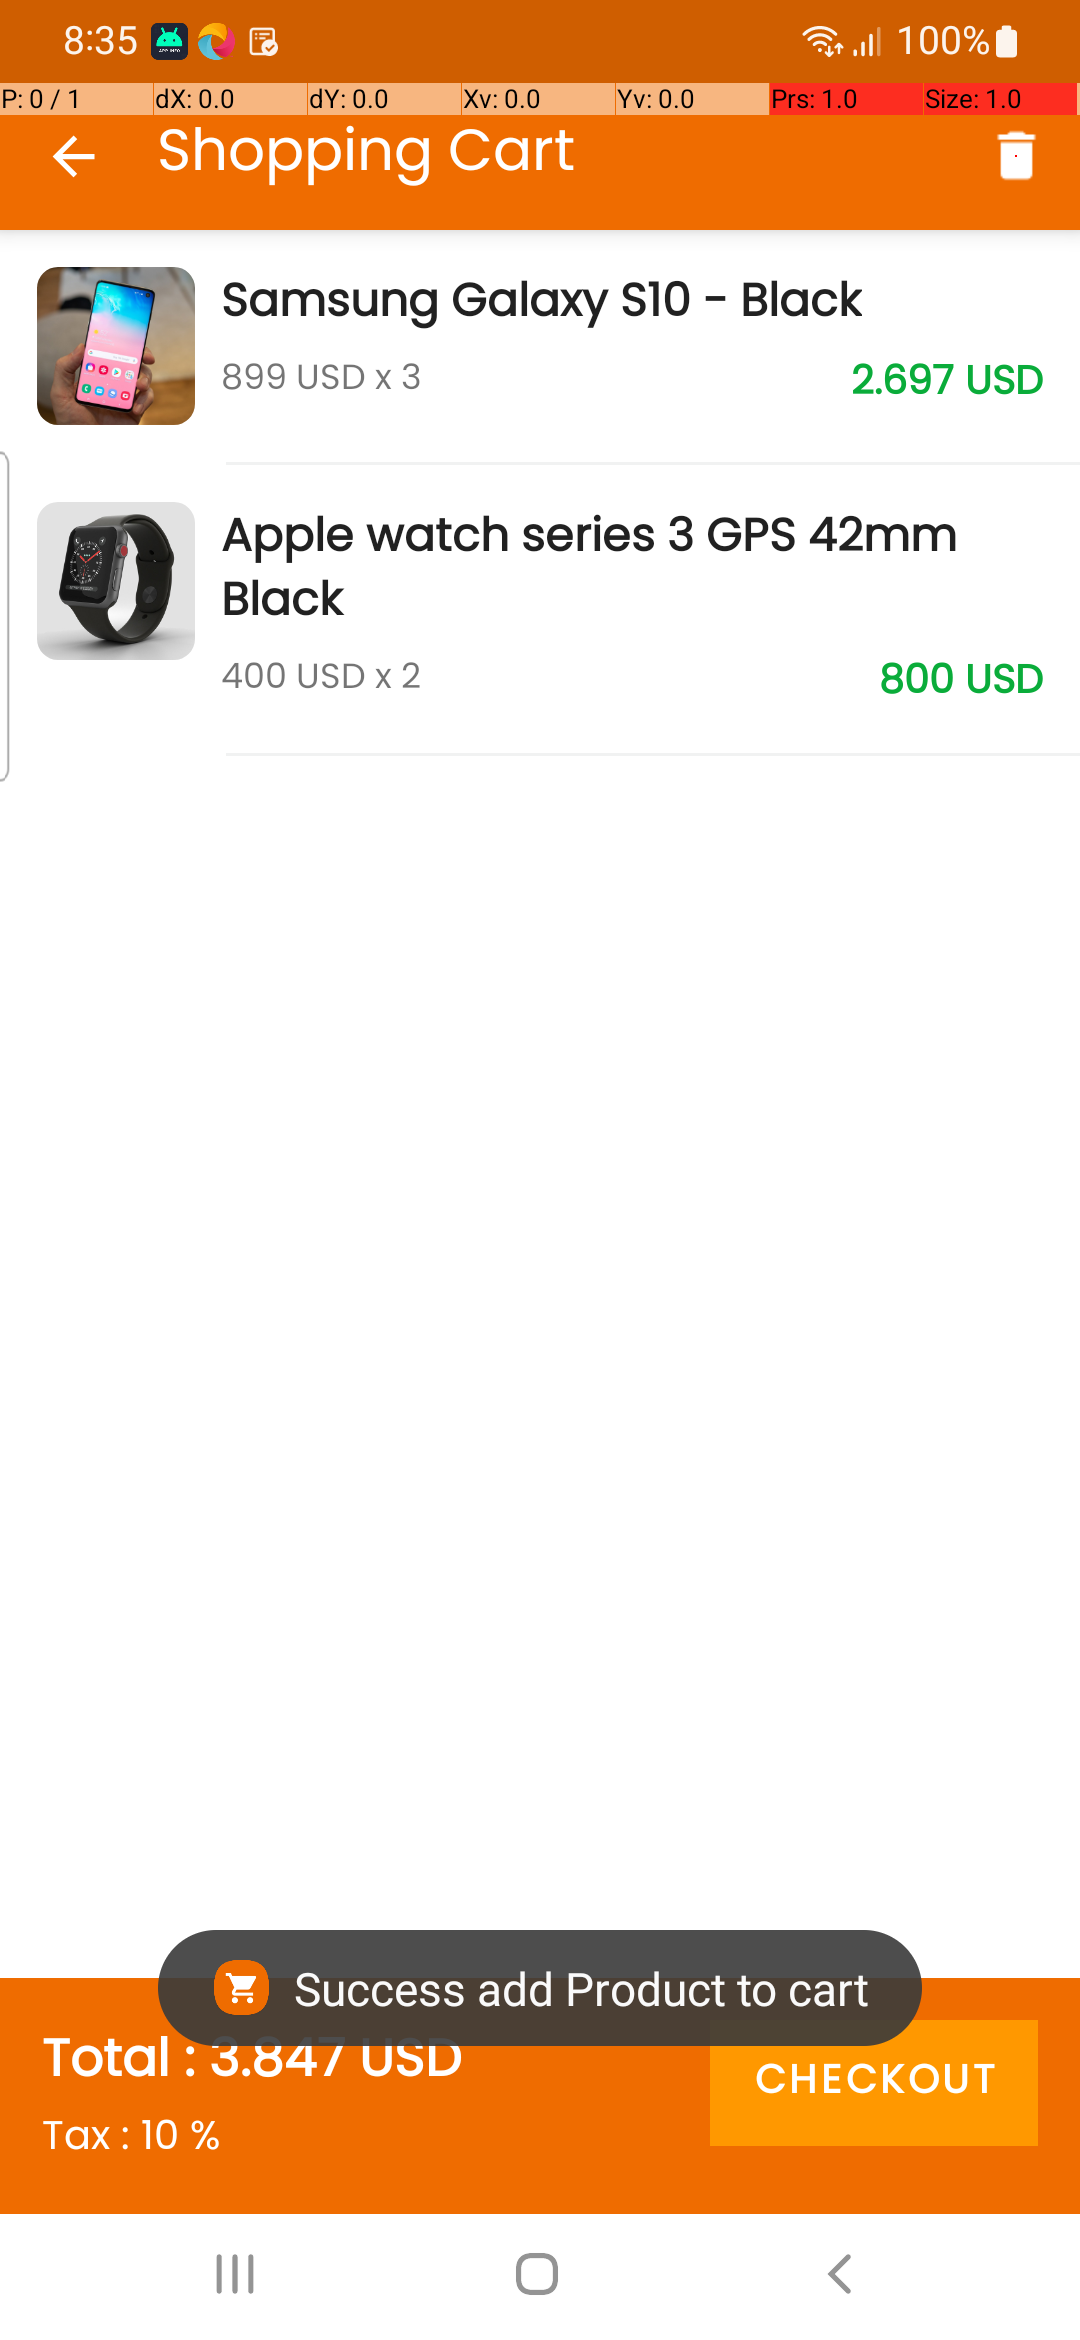 8:35
100%
P: 0 / 1 dX: 0.0 dY: 0.0 Xv: 0.0 Yv: 0.0 Prs: 1.0 Size: 1.0
Shopping Cart
Samsung Galaxy S10 - Black
899 USD x 3
2.697 USD
Apple watch series 3 GPS 42mm
Black
400 USD x 2
800 USD
Success add Product to cart
Total : 3.847 USD
Tax : 10 %
CHECKOUT